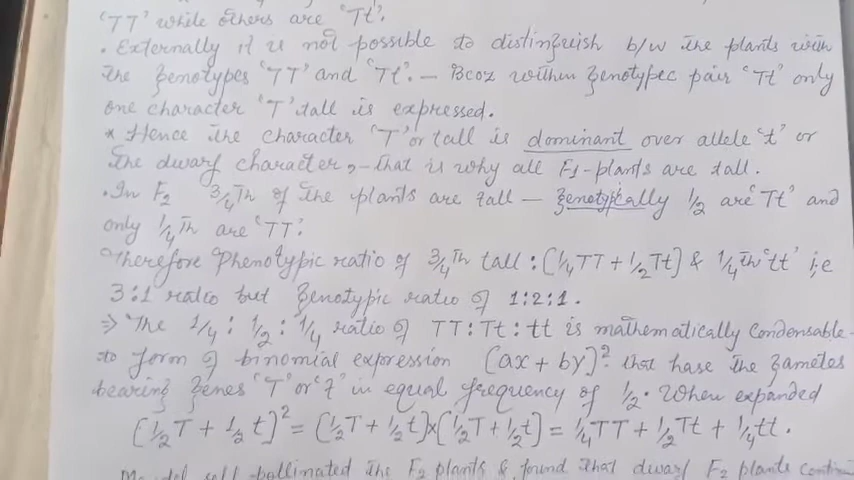 'TT' while others are 'Tt'.
• Externally it is not possible to distinguish b/w the plants with
the genotypes 'TT' and 'Tt'. – Bcoz within genotypec pair 'Tt' only
one character 'T' tall is expressed.
* Hence the character 'T' or tall is dominant over allele 't' or
the dwarf character, – that is why all F1-plants are tall.
• In F2 3/4th of the plants are tall – genotypically 1/2 are 'Tt' and
only 1/4th are 'TT'.
Therefore phenotypic ratio of 3/4th tall : (1/4 TT + 1/2 Tt) & 1/4th 'tt' i,e
3:1 ratio but genotypic ratio of 1:2:1.
⇒ The 1/4 : 1/2 : 1/4 ratio of TT : Tt : tt is mathematically condensable
to form of binomial expression (ax + by)². that hase the gametes
bearing genes 'T' or 't' in equal frequency of 1/2. When expanded
(1/2 T + 1/2 t)² = (1/2 T + 1/2 t) x (1/2 T + 1/2 t) = 1/4 TT + 1/2 Tt + 1/4 tt.
Mendel self-pollinated the F2 plants & found that dwarf F2 plants